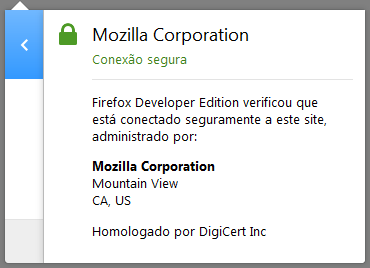 Mozilla Corporation
Conexão segura
Firefox Developer Edition verificou que
está conectado seguramente a este site,
administrado por:
Mozilla Corporation
Mountain View
CA, US
Homologado por DigiCert Inc